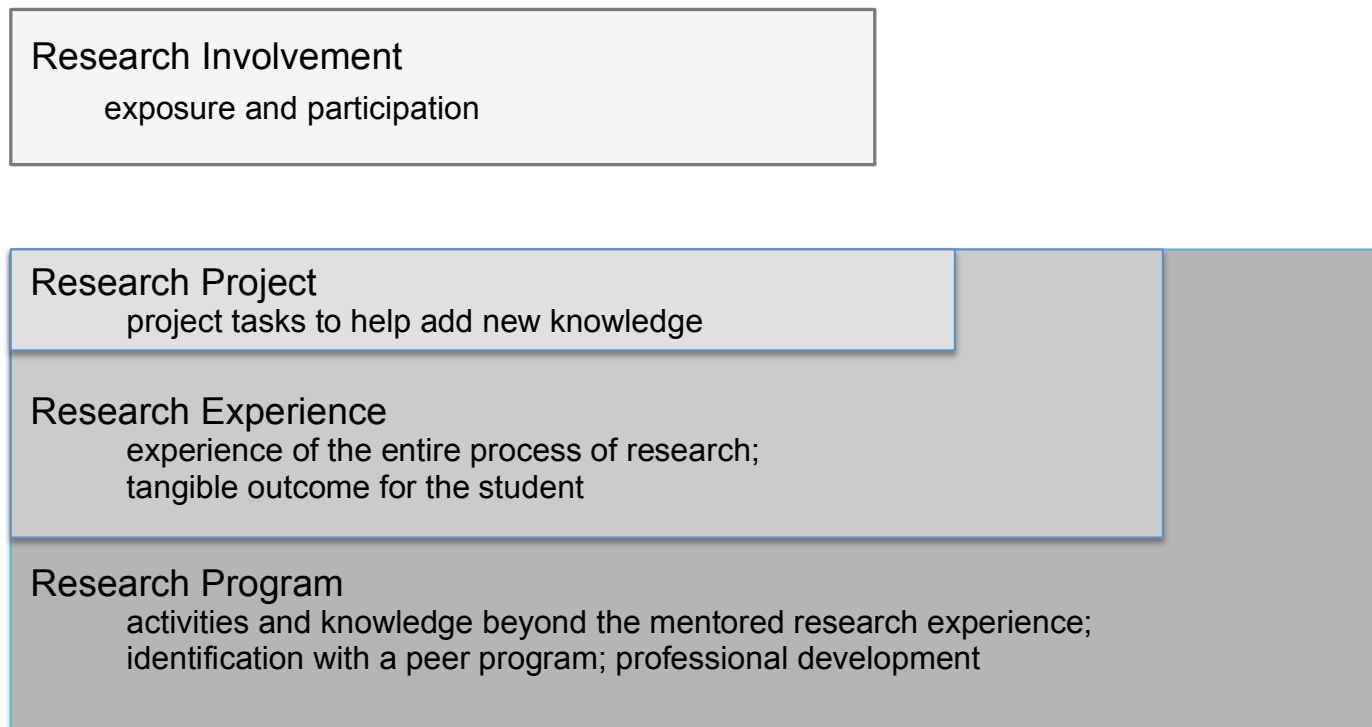 Research Involvement
exposure and participation
Research Project
project tasks to help add new knowledge
Research Experience
experience of the entire process of research;
tangible outcome for the student
Research Program
activities and knowledge beyond the mentored research experience;
identification with a peer program; professional development